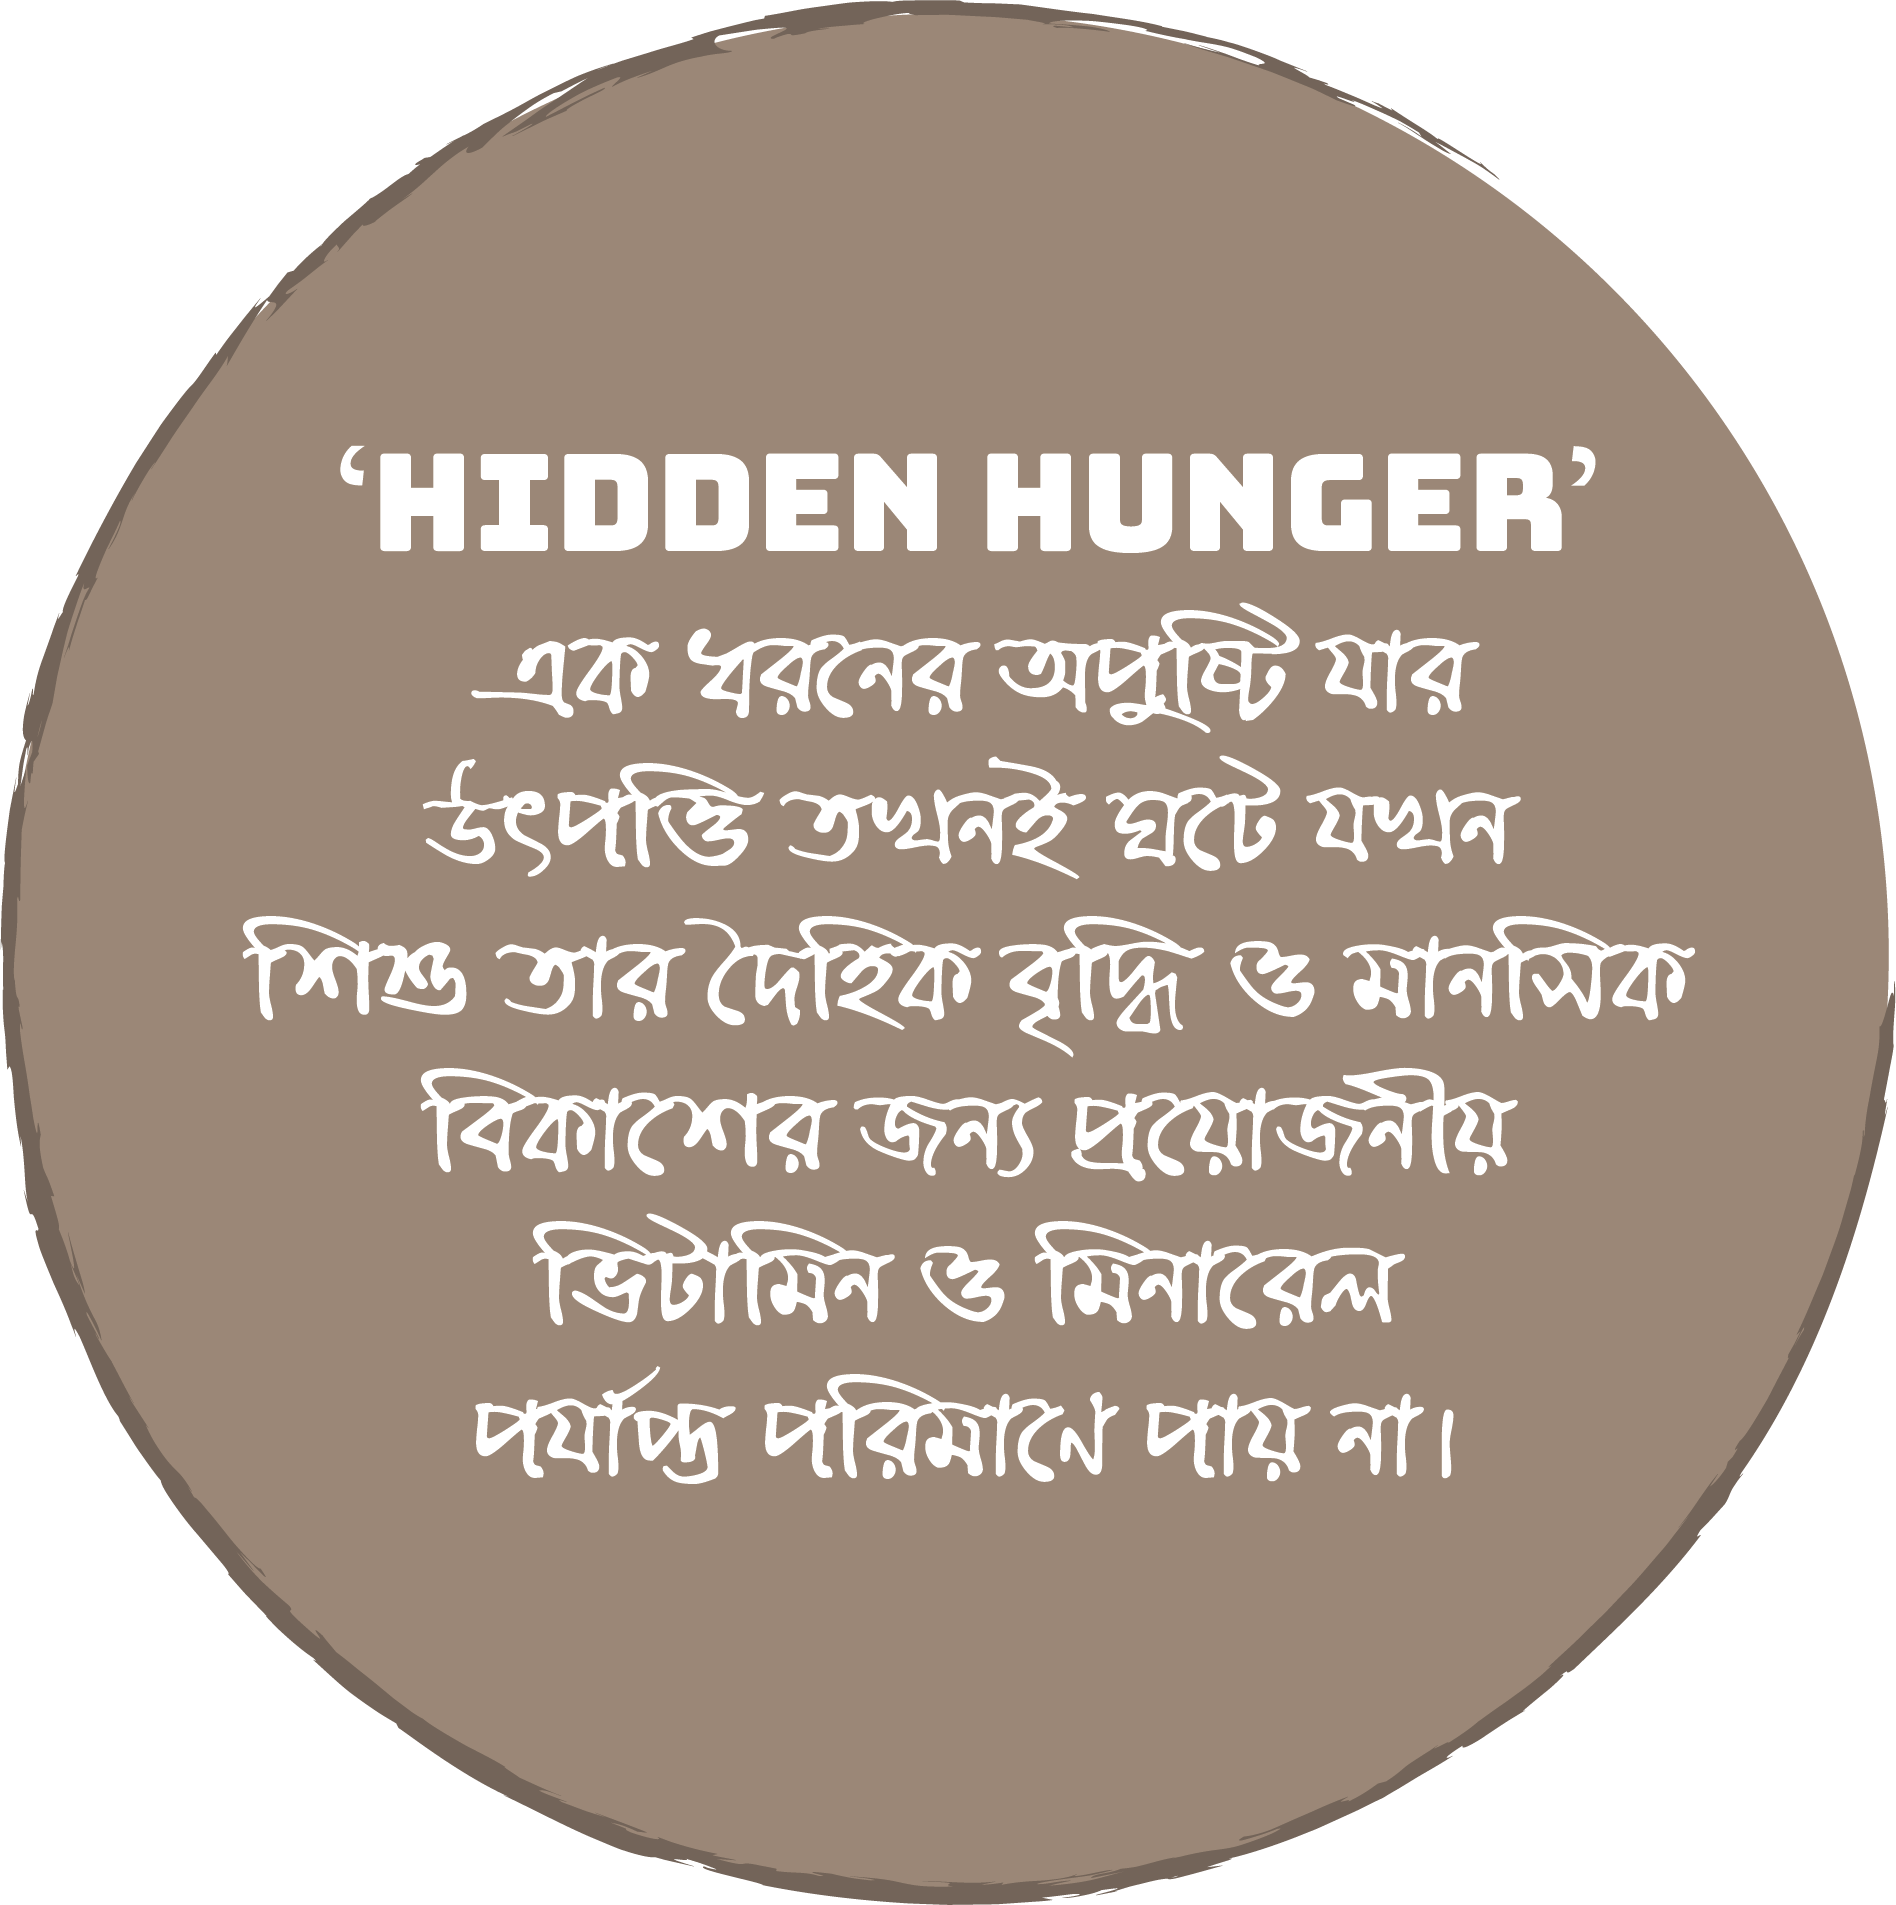 ‘HIDDEN HUNGER’
এক ধরনের অপুষ্টি যার
উৎপত্তি তখনই ঘটে যখন
শিশু তার দৈহিক বৃদ্ধি ও মানসিক
বিকাশের জন্য প্রয়োজনীয়
ভিটামিন ও মিনারেল
পর্যাপ্ত পরিমাণে পায় না।